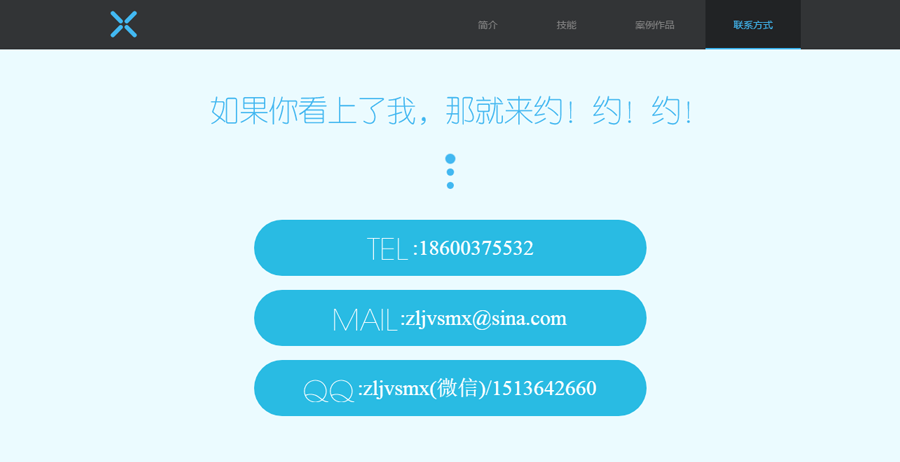 简介 技能 案例作品 联系方式
如果你看上了我，那就来约！约！约！
TEL :18600375532
MAIL :zljvsmx@sina.com
QQ :zljvsmx(微信)/1513642660